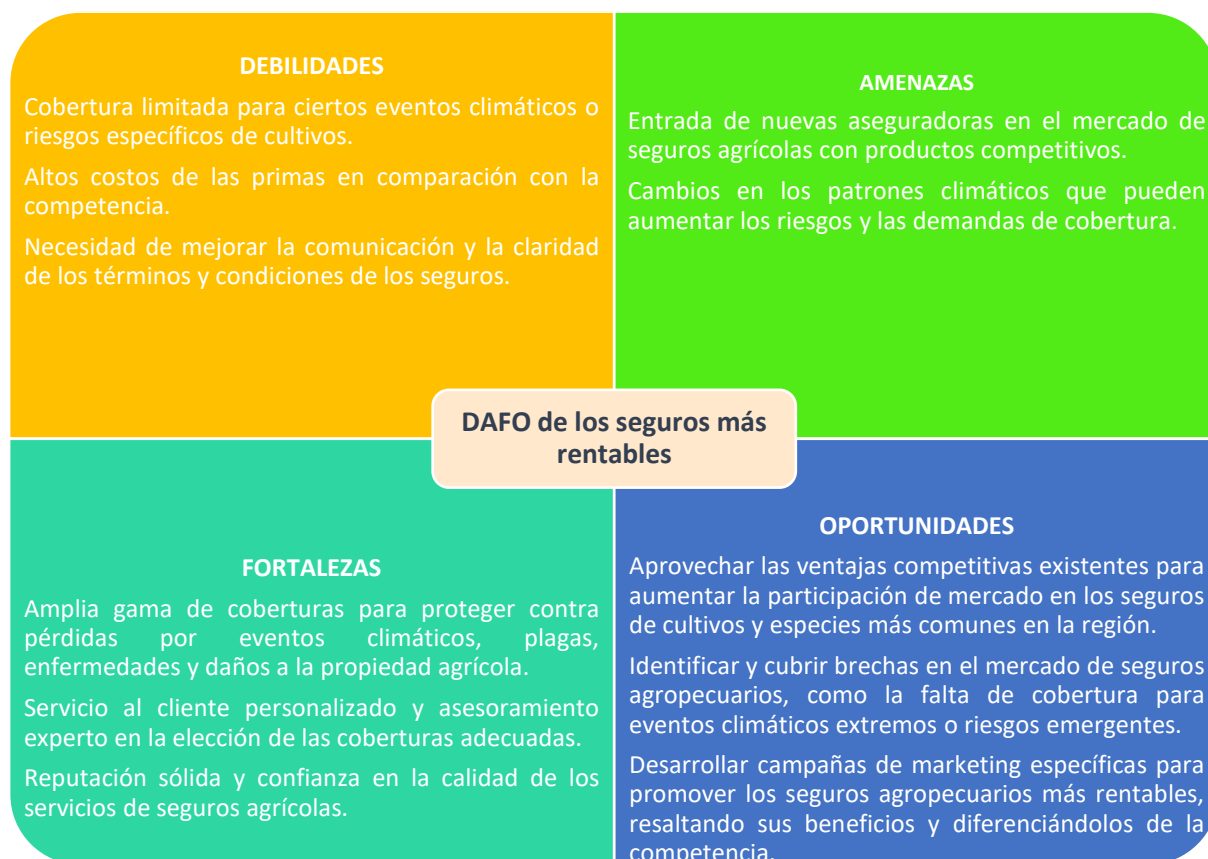 DEBILIDADES
Cobertura limitada para ciertos eventos climáticos o
riesgos específicos de cultivos.
Altos costos de las primas en comparación con la
competencia.
Necesidad de mejorar la comunicación y la claridad
de los términos y condiciones de los seguros.
AMENAZAS
Entrada de nuevas aseguradoras en el mercado de
seguros agrícolas con productos competitivos.
Cambios en los patrones climáticos que pueden
aumentar los riesgos y las demandas de cobertura.
DAFO de los seguros más
rentables
FORTALEZAS
Amplia gama de coberturas para proteger contra
pérdidas por eventos climáticos, plagas,
enfermedades y daños a la propiedad agrícola.
Servicio al cliente personalizado y asesoramiento
experto en la elección de las coberturas adecuadas.
Reputación sólida y confianza en la calidad de los
servicios de seguros agrícolas.
OPORTUNIDADES
Aprovechar las ventajas competitivas existentes para
aumentar la participación de mercado en los seguros
de cultivos y especies más comunes en la región.
Identificar y cubrir brechas en el mercado de seguros
agropecuarios, como la falta de cobertura para
eventos climáticos extremos o riesgos emergentes.
Desarrollar campañas de marketing específicas para
promover los seguros agropecuarios más rentables,
resaltando sus beneficios y diferenciándolos de la
competencia.